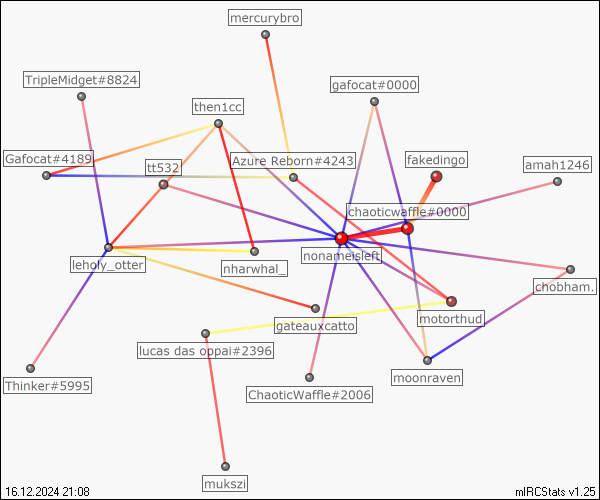 mercurybro
TripleMidget#8824
gafocat#0000
then1cc
Gafocat#4189
tt532
Azure Reborn#4243
fakedingo
amah1246
chaoticwaffle#0000
nonameisleft
leholy_otter
nharwhal_
chobham.
gateauxcatto
motorthud
lucas das oppai#2396
moonraven
Thinker#5995
ChaoticWaffle#2006
mukszi
16.12.2024 21:08
mIRCStats v1.25